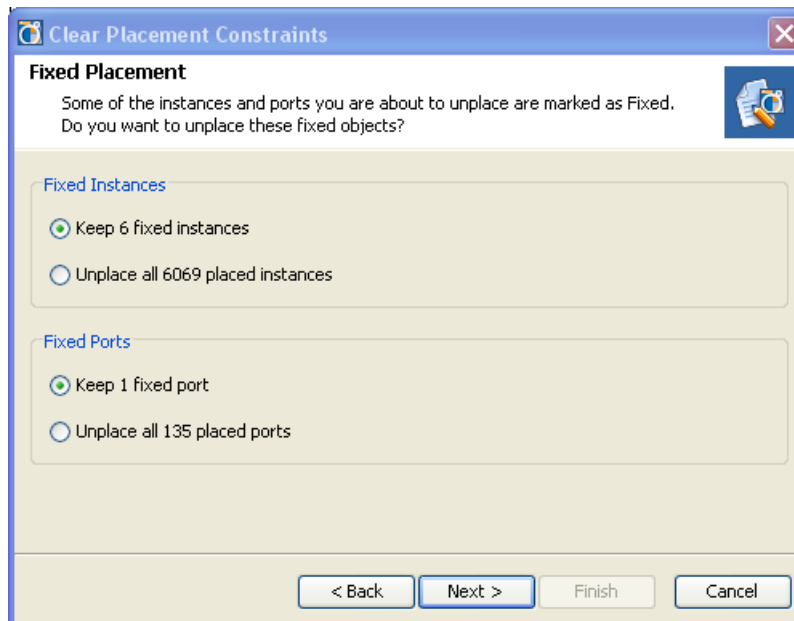 Clear Placement Constraints
Fixed Placement
Some of the instances and ports you are about to unplace are marked as Fixed.
Do you want to unplace these fixed objects?
Fixed Instances
Keep 6 fixed instances
Unplace all 6069 placed instances
Fixed Ports
Keep 1 fixed port
Unplace all 135 placed ports
< Back
Next >
Finish
Cancel